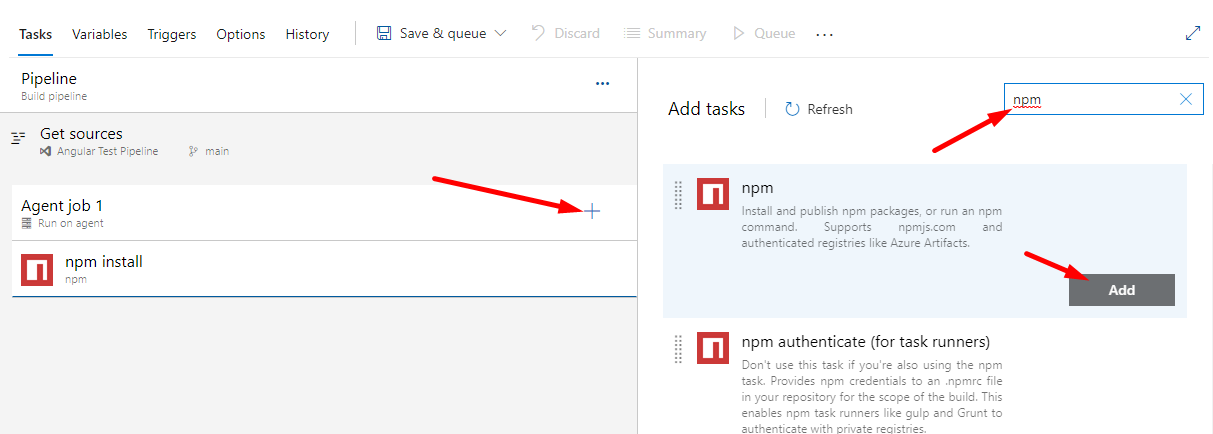 Tasks Variables Triggers Options History Save & queue Discard Summary Queue ...
Pipeline
Build pipeline
...
Get sources
Angular Test Pipeline main
Agent job 1
Run on agent
npm install
npm
Add tasks Refresh npm
npm
Install and publish npm packages, or run an npm
command. Supports npmjs.com and
authenticated registries like Azure Artifacts.
Add
npm authenticate (for task runners)
Don't use this task if you're also using the npm
task. Provides npm credentials to an .npmrc file
in your repository for the scope of the build. This
enables npm task runners like gulp and Grunt to
authenticate with private registries.